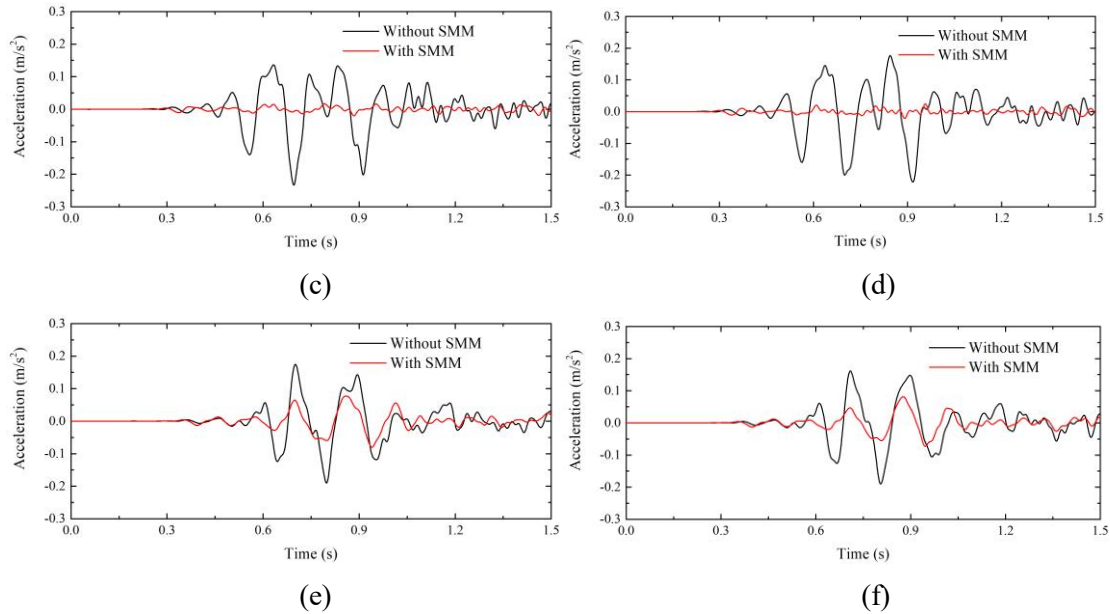 0.3
0.2
0.1
0.0
-0.1
-0.2
-0.3
Acceleration (m/s²)
Without SMM
With SMM
0.0 0.3 0.6 0.9 1.2 1.5
Time (s)
(c)
0.3
0.2
0.1
0.0
-0.1
-0.2
-0.3
Acceleration (m/s²)
Without SMM
With SMM
0.0 0.3 0.6 0.9 1.2 1.5
Time (s)
(d)
0.3
0.2
0.1
0.0
-0.1
-0.2
-0.3
Acceleration (m/s²)
Without SMM
With SMM
0.0 0.3 0.6 0.9 1.2 1.5
Time (s)
(e)
0.3
0.2
0.1
0.0
-0.1
-0.2
-0.3
Acceleration (m/s²)
Without SMM
With SMM
0.0 0.3 0.6 0.9 1.2 1.5
Time (s)
(f)